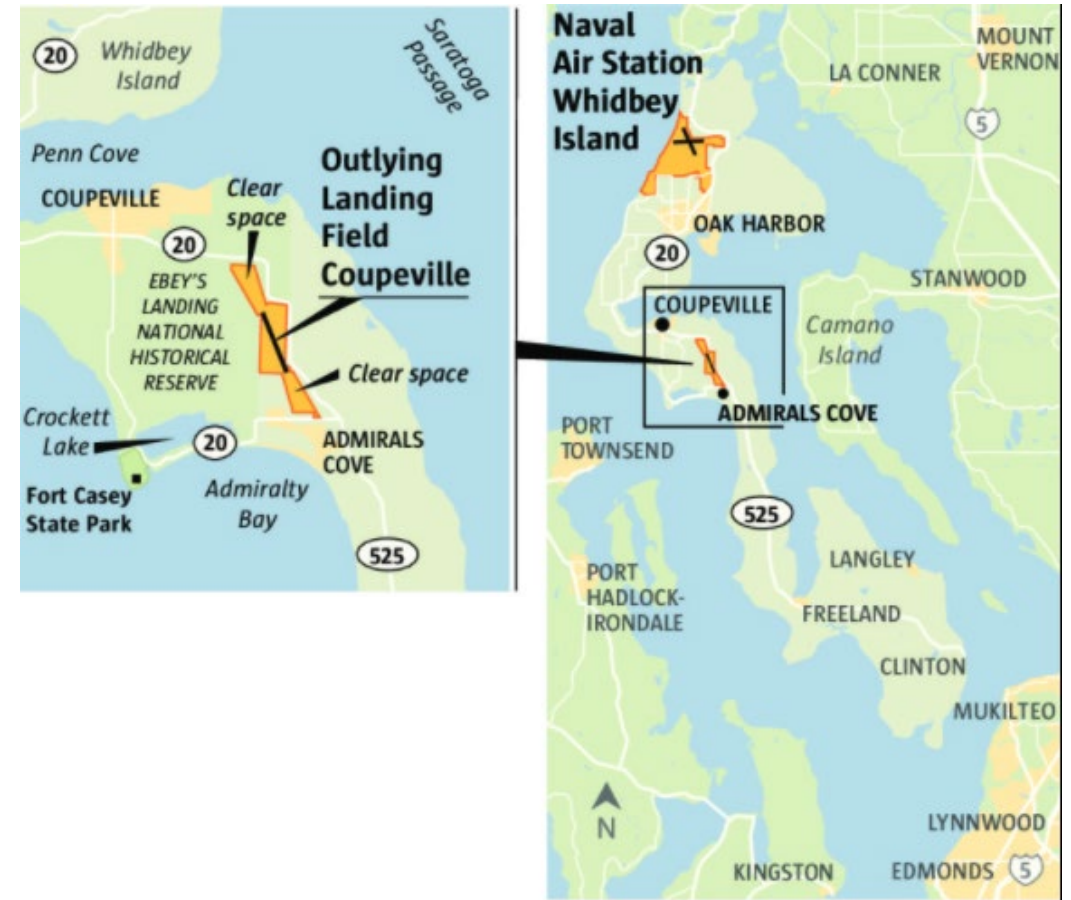 20
Whidbey
Island
Saratoga
Passage
Penn Cove
COUPEVILLE
Clear
space
Outlying
Landing
Field
Coupeville
20
EBEY'S
LANDING
NATIONAL
HISTORICAL
RESERVE
Clear space
Crockett
Lake
20
ADMIRALS
COVE
Fort Casey
State Park
Admiralty
Bay
525
Naval
Air Station
Whidbey
Island
MOUNT
VERNON
LA CONNER
5
OAK HARBOR
20
STANWOOD
COUPEVILLE
Camano
Island
ADMIRALS COVE
PORT
TOWNSEND
525
LANGLEY
PORT
HADLOCK-
IRONDALE
FREELAND
CLINTON
MUKILTEO
N
LYNNWOOD
KINGSTON
EDMONDS
5